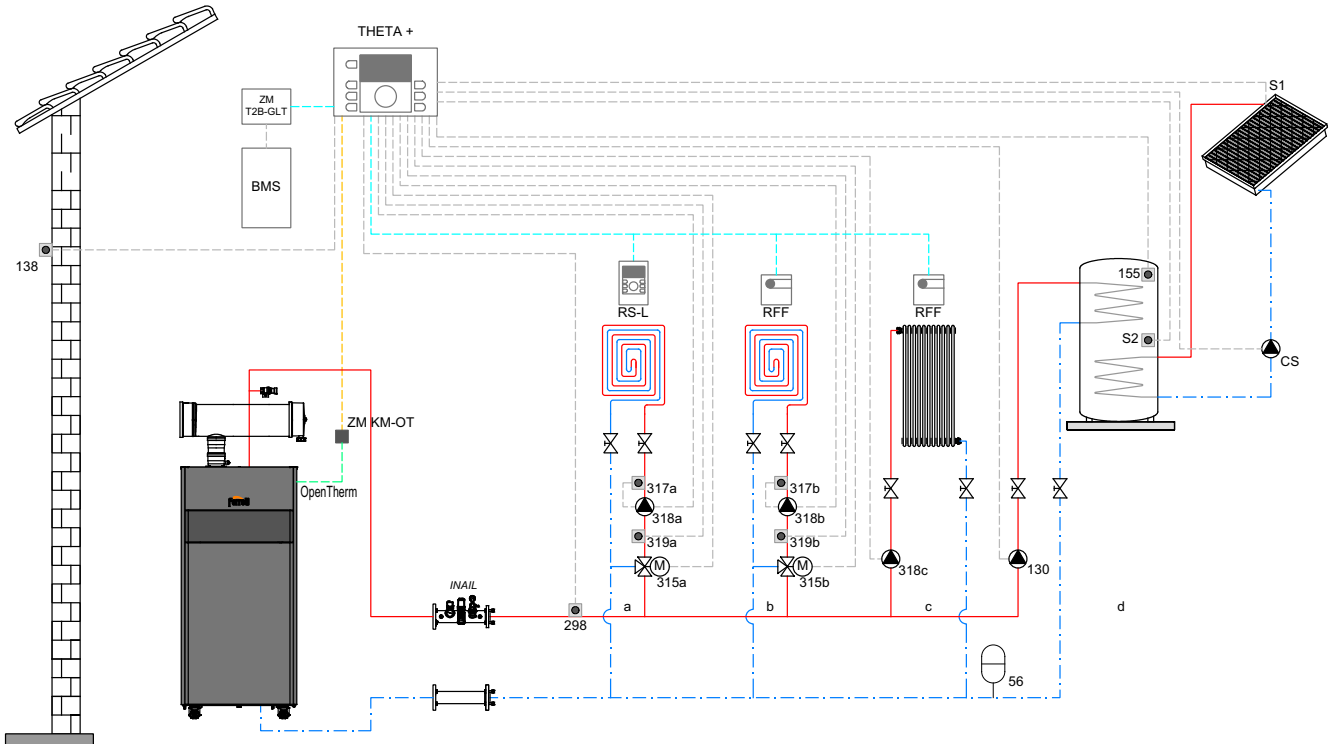 THETA +
ZM
T2B-GLT
BMS
S1
138
155
RS-L
RFF
RFF
S2
CS
ZM KM-OT
OpenTherm
317a
317b
318a
318b
319a
319b
318c
130
315a
315b
INAIL
298
a
b
c
d
56